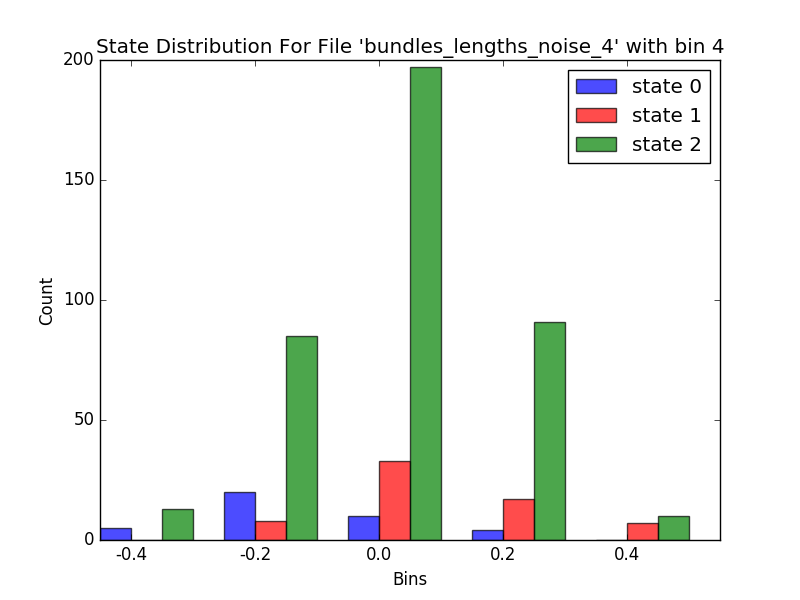 State Distribution For File 'bundles_lengths_noise_4' with bin 4
200
150
100
50
0
Count
state 0
state 1
state 2
-0.4
-0.2
0.0
0.2
0.4
Bins